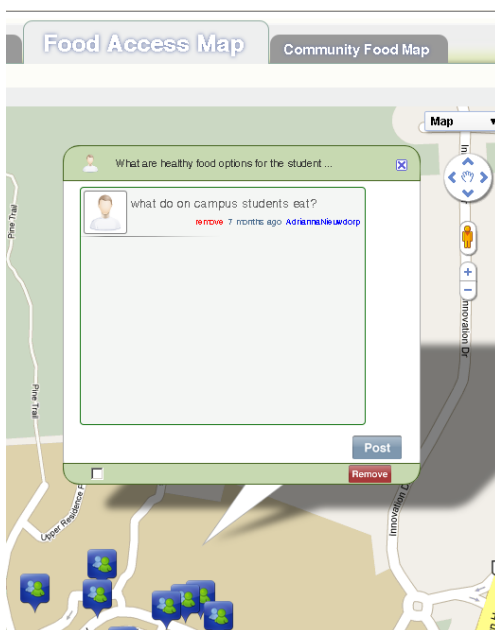 Food Access Map
Community Food Map
Map
What are healthy food options for the student ...
what do on campus students eat?
remove 7 months ago AdriannaNieuwdorp
Post
Remove
Pine Trail
Pine Trail
Upper Residence
Innovation Dr
Innovation D
In